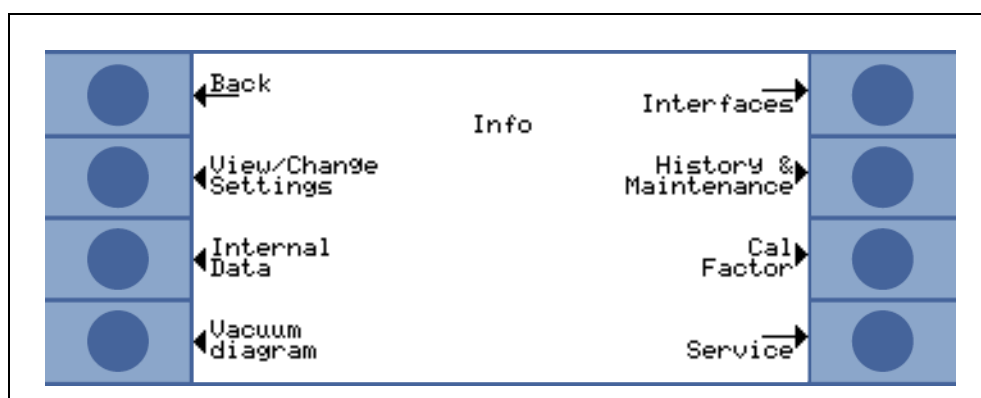 Back
Interfaces
Info
View/Change
Settings
History &
Maintenance
Internal
Data
Cal
Factor
Vacuum
diagram
Service